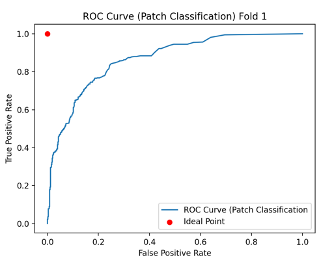 ROC Curve (Patch Classification) Fold 1
1.0
0.8
0.6
0.4
0.2
0.0
True Positive Rate
ROC Curve (Patch Classification
Ideal Point
0.0 0.2 0.4 0.6 0.8 1.0
False Positive Rate